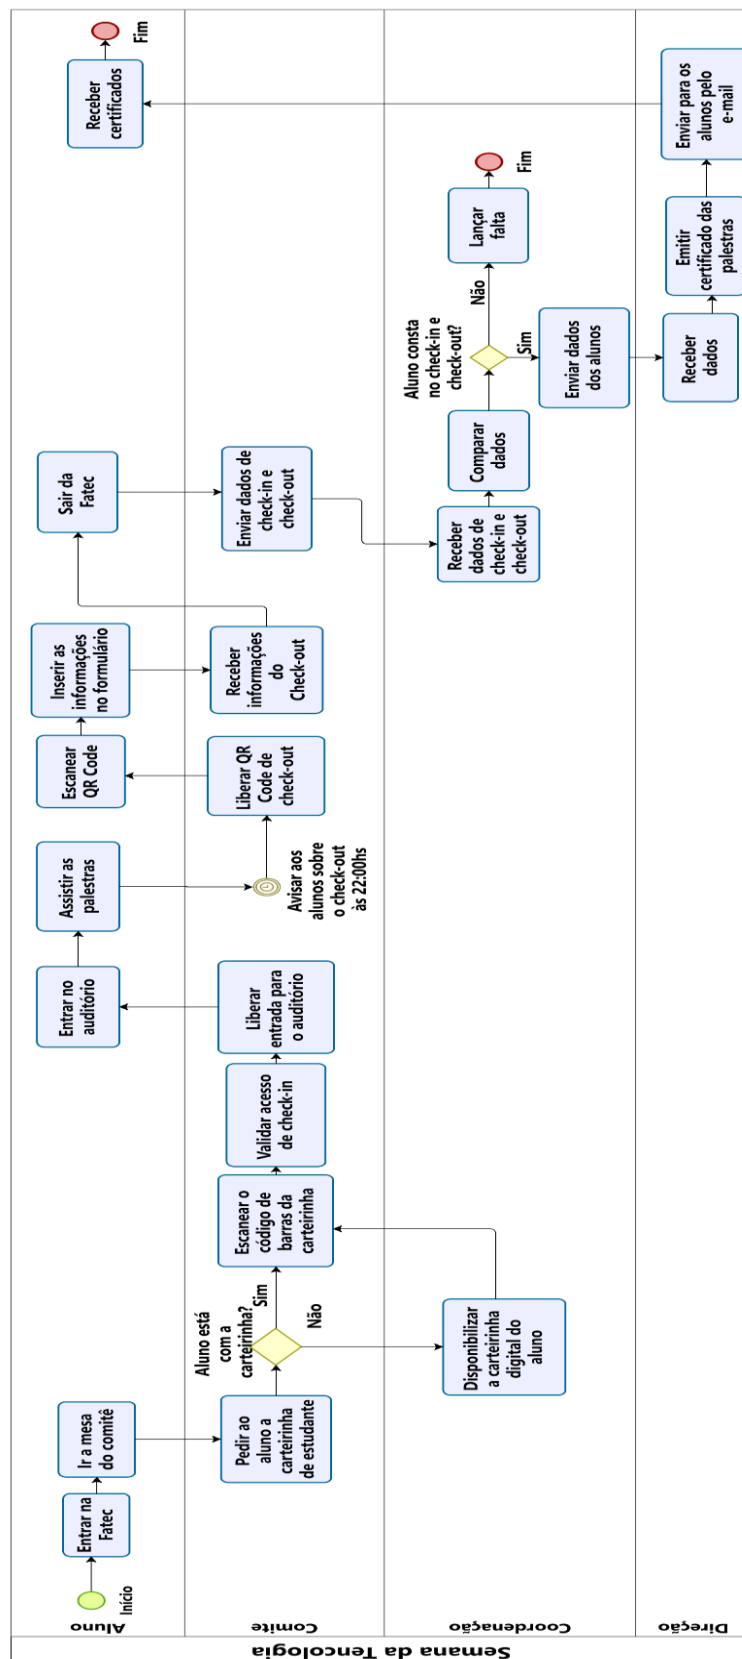 Semana da Tencologia
Aluno
Início
Entrar na
Fatec
Ir a mesa
do comitê
Entrar no
auditório
Assistir as
palestras
Escanear
QR Code
Inserir as
informações
no formulário
Sair da
Fatec
Receber
certificados
Fim
Comite
Pedir ao
aluno a
carteirinha
de estudante
Aluno está
com a
carteirinha?
Sim
Não
Escanear o
código de
barras da
carteirinha
Validar acesso
de check-in
Liberar
entrada para
o auditório
Avisar aos
alunos sobre
o check-out
às 22:00hs
Liberar QR
Code de
check-out
Receber
informações
do
Check-out
Enviar dados de
check-in e
check-out
Coordenação
Disponibilizar
a carteirinha
digital do
aluno
Receber
dados de
check-in e
check-out
Comparar
dados
Aluno consta
no check-in e
check-out?
Não
Sim
Lançar
falta
Fim
Enviar dados
dos alunos
Direção
Receber
dados
Emitir
certificado das
palestras
Enviar para os
alunos pelo
e-mail